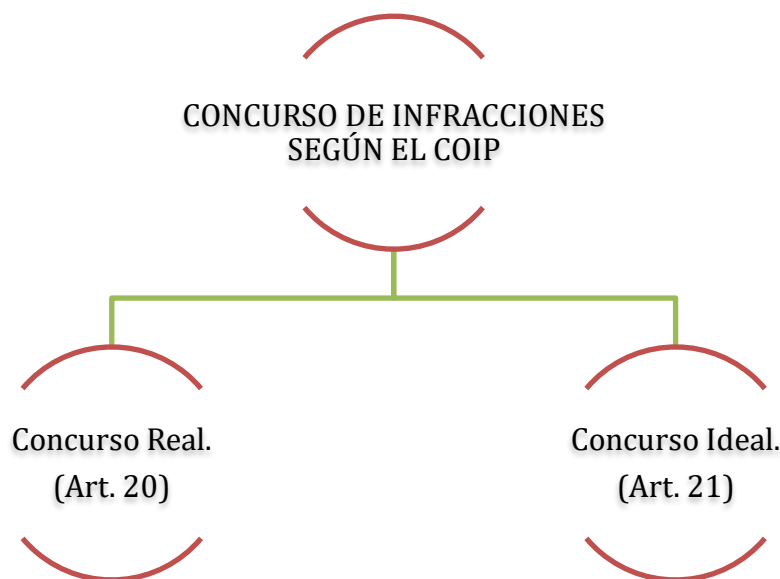 CONCURSO DE INFRACCIONES
SEGÚN EL COIP
Concurso Real.
(Art. 20)
Concurso Ideal.
(Art. 21)